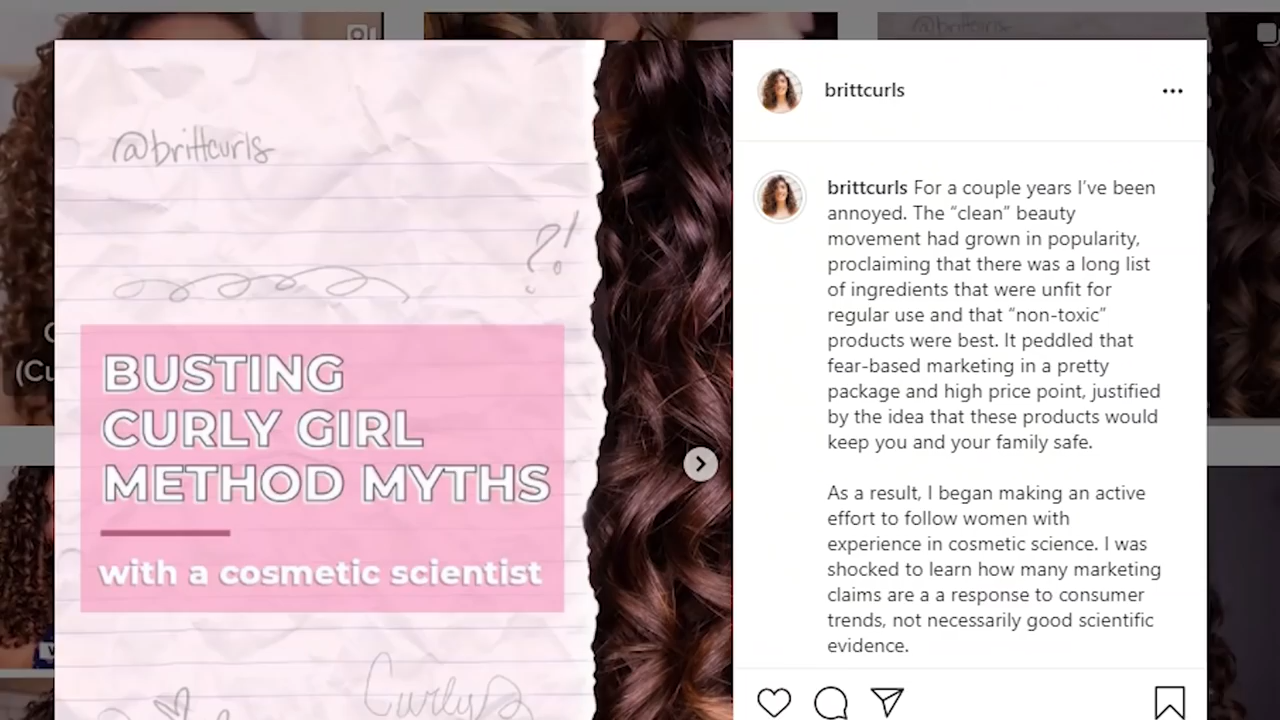 @brittcurls
?!
BUSTING
CURLY GIRL
METHOD MYTHS
with a cosmetic scientist
Curly
brittcurls
brittcurls For a couple years I’ve been
annoyed. The “clean” beauty
movement had grown in popularity,
proclaiming that there was a long list
of ingredients that were unfit for
regular use and that “non-toxic”
products were best. It peddled that
fear-based marketing in a pretty
package and high price point, justified
by the idea that these products would
keep you and your family safe.
As a result, I began making an active
effort to follow women with
experience in cosmetic science. I was
shocked to learn how many marketing
claims are a a response to consumer
trends, not necessarily good scientific
evidence.